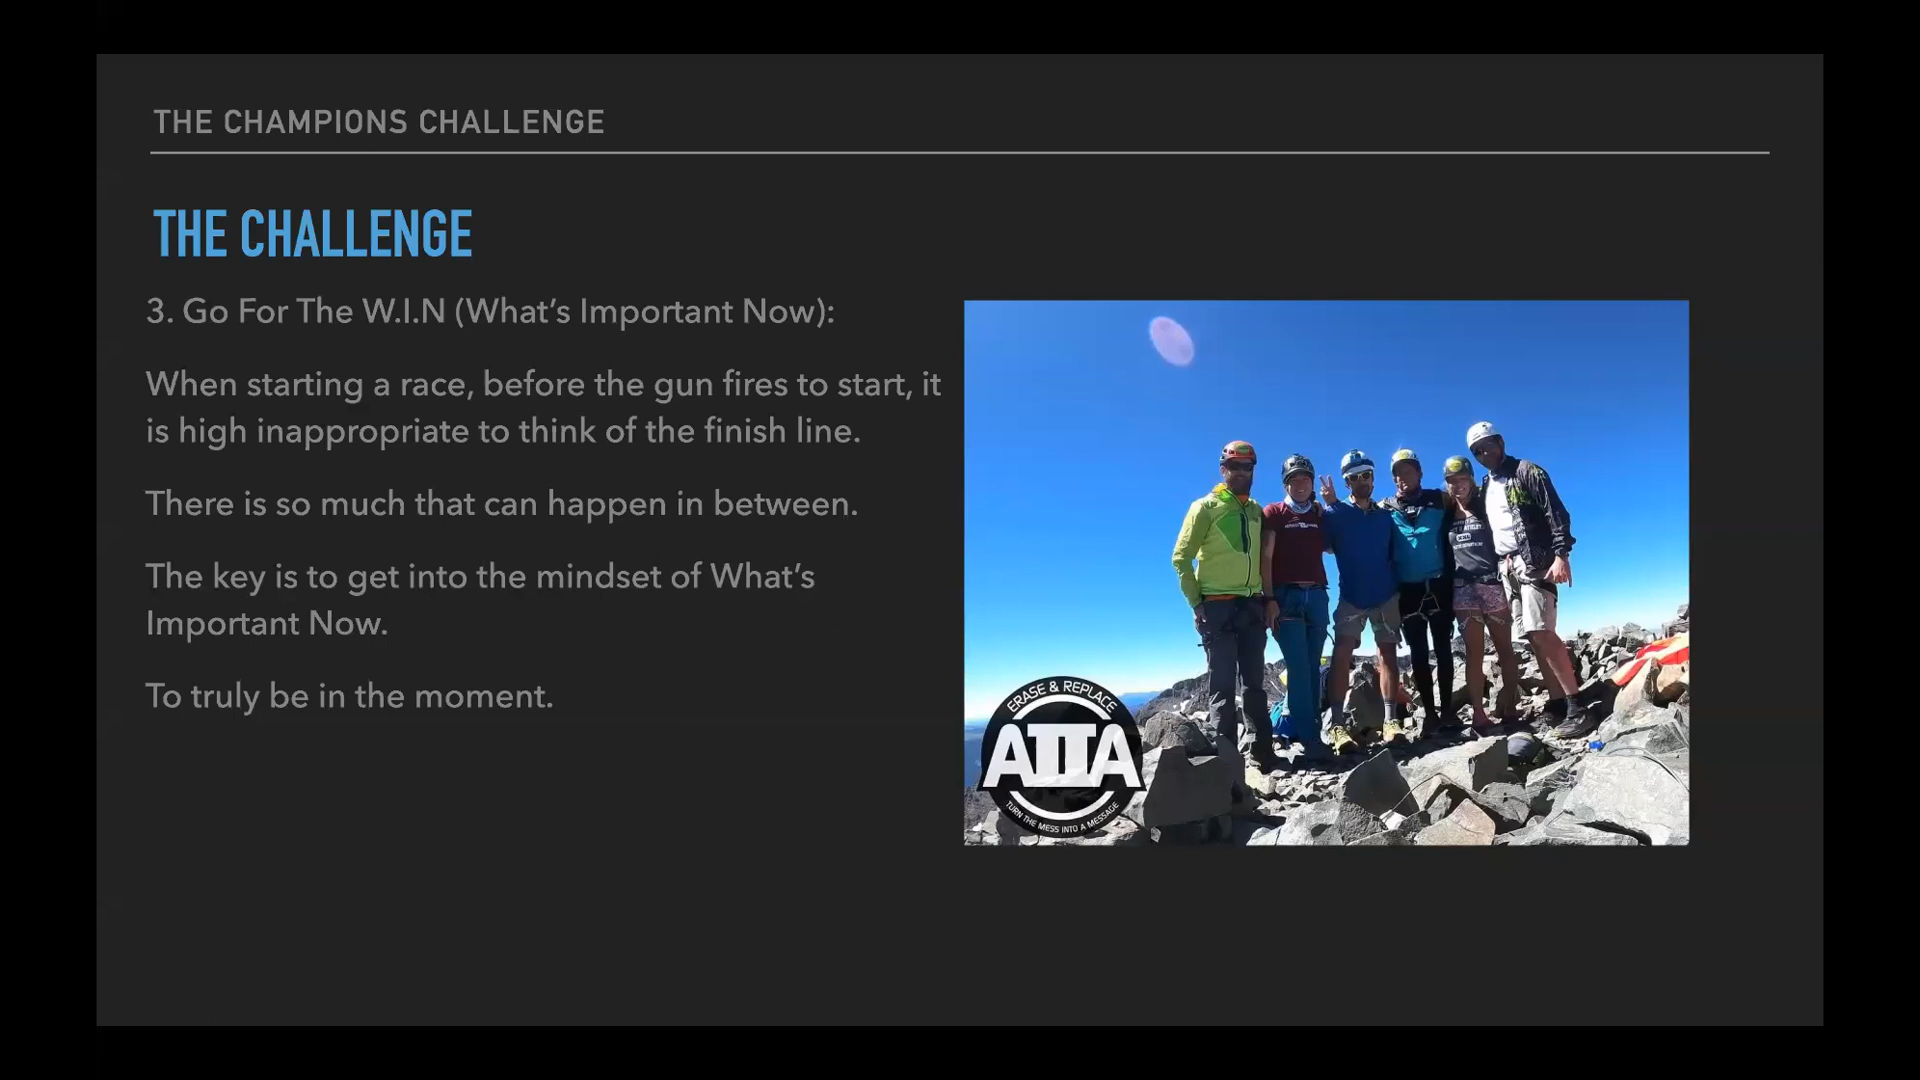 THE CHAMPIONS CHALLENGE
THE CHALLENGE
3. Go For The W.I.N (What’s Important Now):
When starting a race, before the gun fires to start, it
is high inappropriate to think of the finish line.
There is so much that can happen in between.
The key is to get into the mindset of What’s
Important Now.
To truly be in the moment.
ERASE & REPLACE
AIIA
TURN THE MESS INTO A MESSAGE